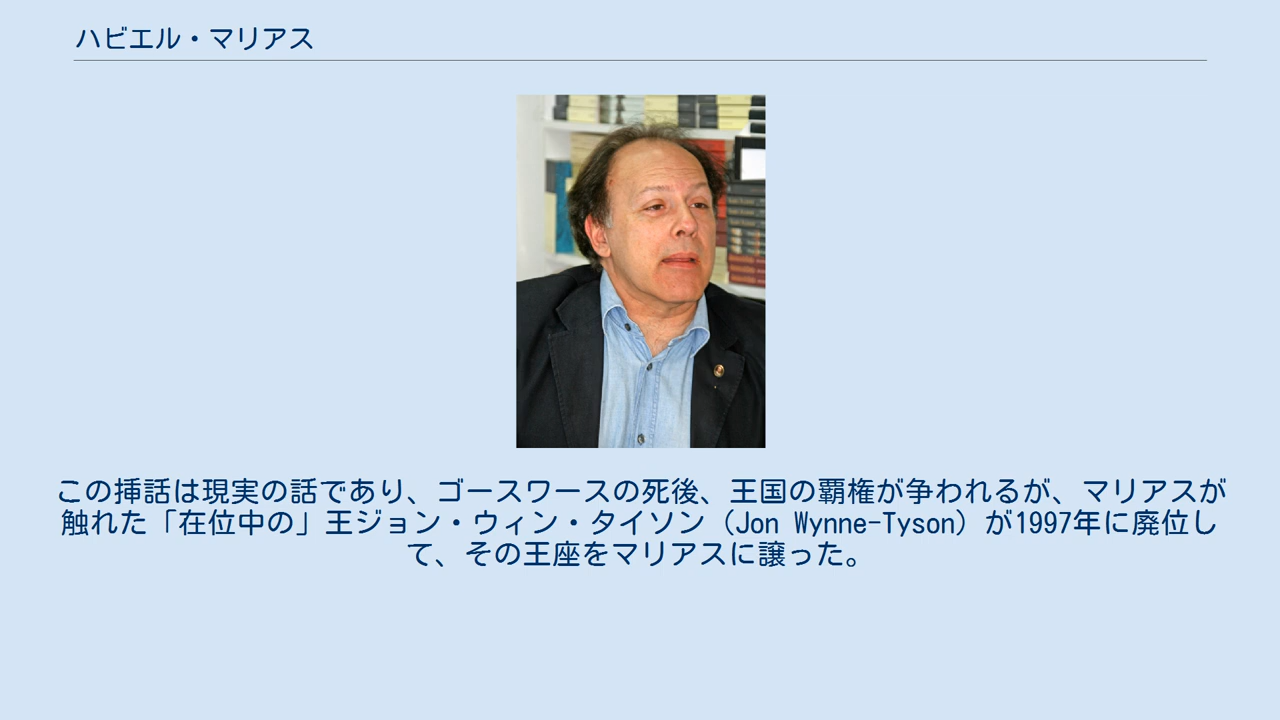 ハビエル・マリアス
この挿話は現実の話であり、ゴースワースの死後、王国の覇権が争われるが、マリアスが
触れた「在位中の」王ジョン・ウィン・タイソン（Jon Wynne-Tyson）が1997年に廃位し
て、その王座をマリアスに譲った。